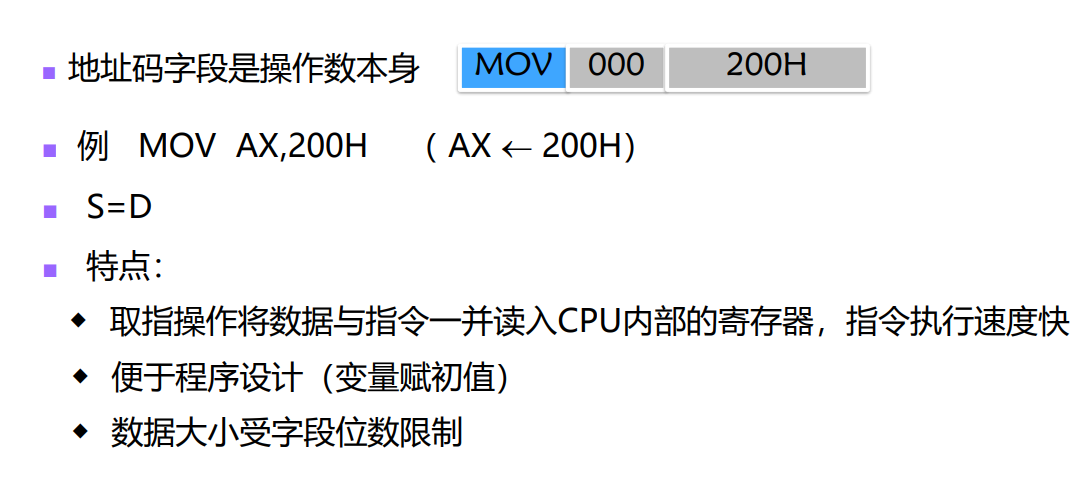 地址码字段是操作数本身 MOV 000 200H
例 MOV AX,200H （ AX ← 200H）
S=D
特点：
取指操作将数据与指令一并读入CPU内部的寄存器，指令执行速度快
便于程序设计（变量赋初值）
数据大小受字段位数限制